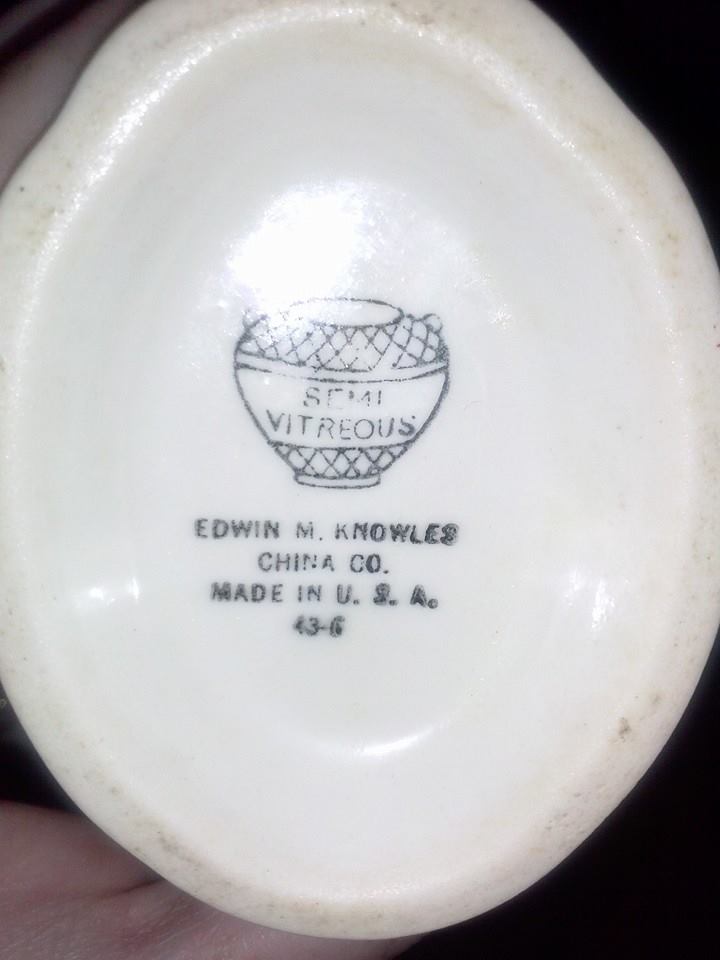 SEMI
VITREOUS
EDWIN M. KNOWLES
CHINA CO.
MADE IN U. S. A.
43-6